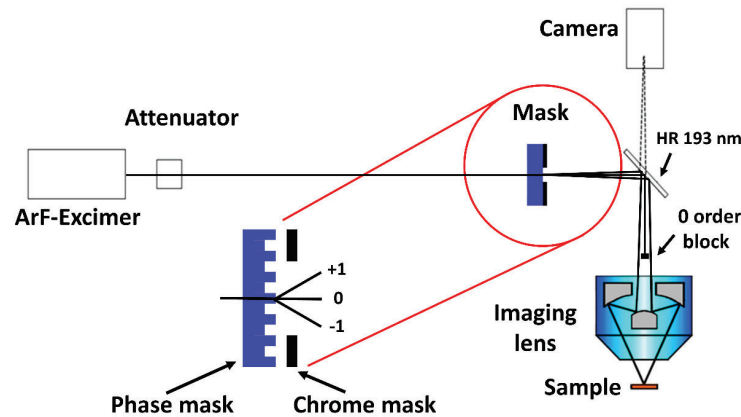 Camera
Attenuator
Mask
HR 193 nm
ArF-Excimer
0 order
block
+1
0
-1
Imaging
lens
Sample
Phase mask
Chrome mask